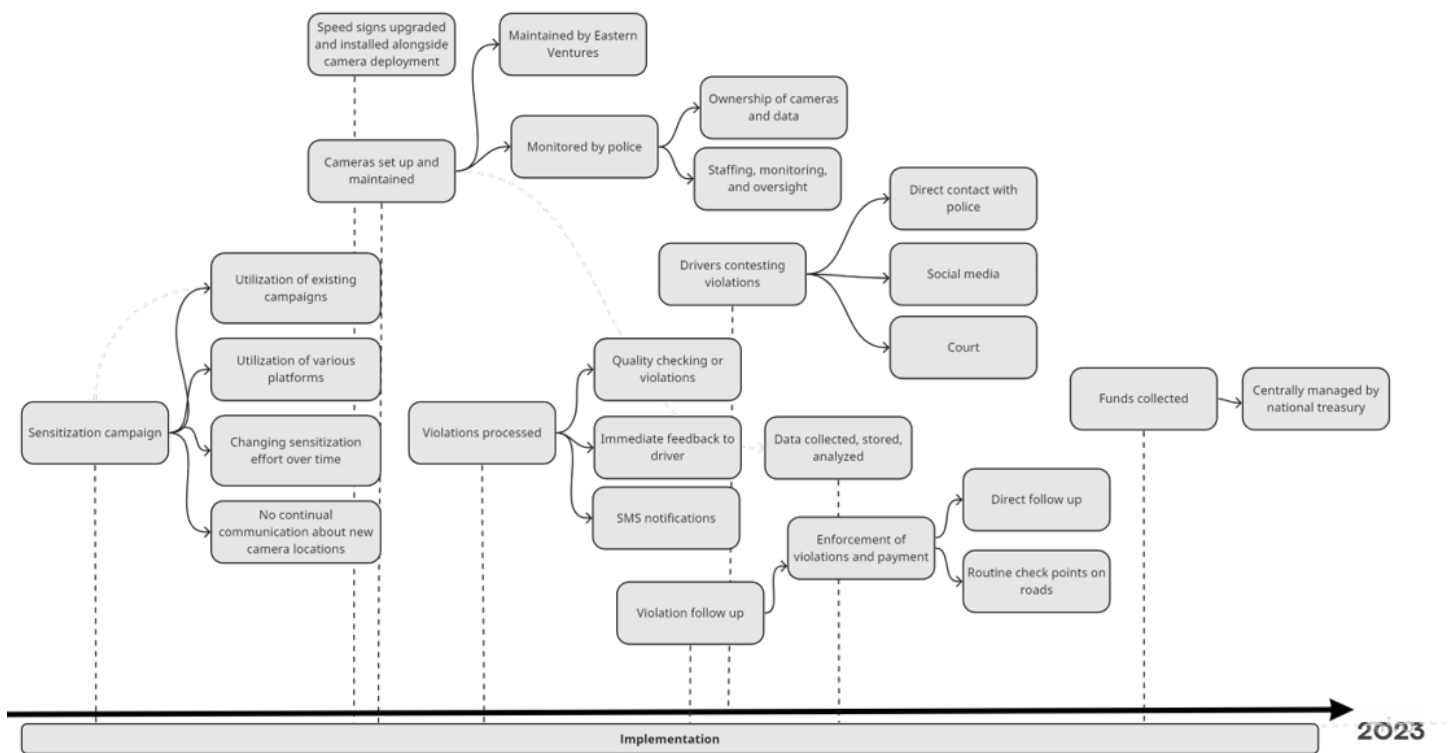 Speed signs upgraded
and installed alongside
camera deployment
Maintained by Eastern
Ventures
Ownership of cameras
and data
Monitored by police
Cameras set up and
maintained
Staffing, monitoring,
and oversight
Direct contact with
police
Drivers contesting
violations
Social media
Court
Utilization of existing
campaigns
Utilization of various
platforms
Sensitization campaign
Changing sensitization
effort over time
No continual
communication about new
camera locations
Quality checking or
violations
Violations processed
Immediate feedback to
driver
SMS notifications
Data collected, stored,
analyzed
Funds collected
Centrally managed by
national treasury
Enforcement of
violations and payment
Direct follow up
Routine check points on
roads
Violation follow up
2023
Implementation